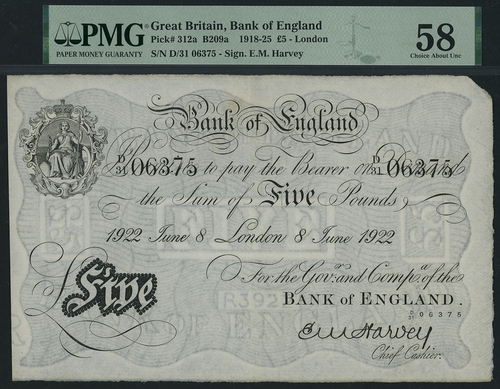 PMG
PAPER MONEY GUARANTY
Great Britain, Bank of England
Pick# 312a B209a 1918-25 £5 - London
S/N D/31 06375 - Sign. E.M. Harvey
58
Choice About Unc
Bank of England
D/31 06375 to pay the Bearer on Demand D/31 06375
the Sum of Five Pounds
1922 June 8 London 8 June 1922
For the Govr. and Compa. of the
Five
BANK OF ENGLAND.
D/31 06375
E.M. Harvey
Chief Cashier.